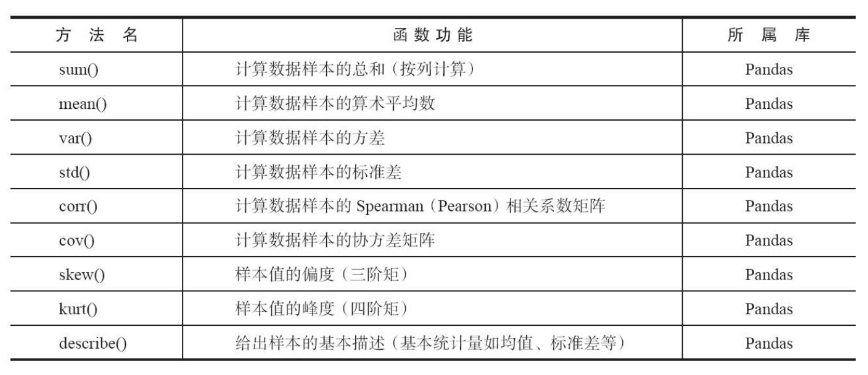 方 法 名 函 数 功 能 所 属 库
sum() 计算数据样本的总和（按列计算） Pandas
mean() 计算数据样本的算术平均数 Pandas
var() 计算数据样本的方差 Pandas
std() 计算数据样本的标准差 Pandas
corr() 计算数据样本的 Spearman（Pearson）相关系数矩阵 Pandas
cov() 计算数据样本的协方差矩阵 Pandas
skew() 样本值的偏度（三阶矩） Pandas
kurt() 样本值的峰度（四阶矩） Pandas
describe() 给出样本的基本描述（基本统计量如均值、标准差等） Pandas